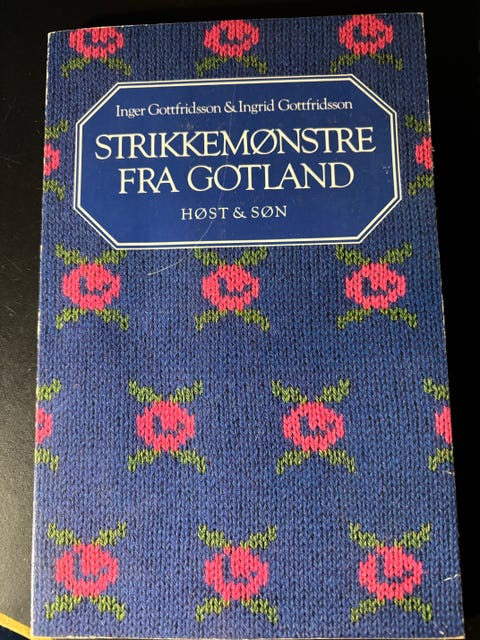 Inger Gottfridsson & Ingrid Gottfridsson
STRIKKEMØNSTRE
FRA GOTLAND
HØST & SØN